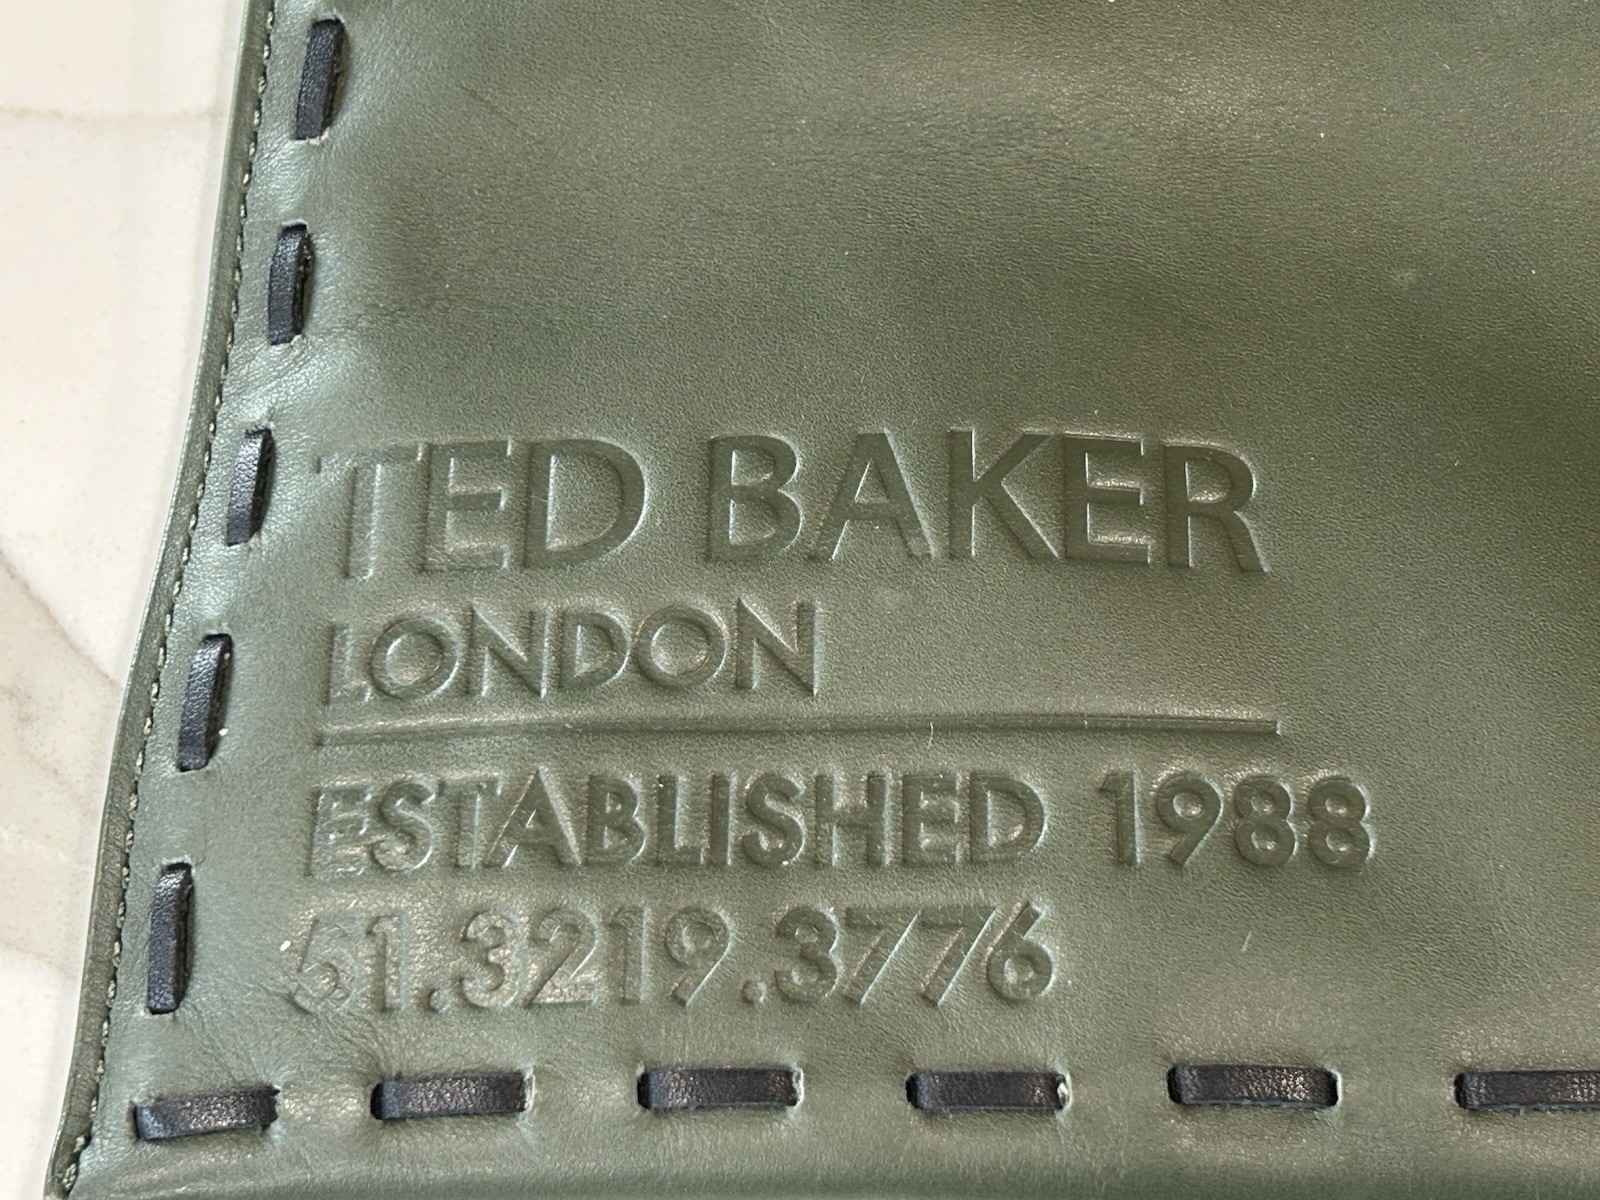 TED BAKER
LONDON
ESTABLISHED 1988
51.3219.3776